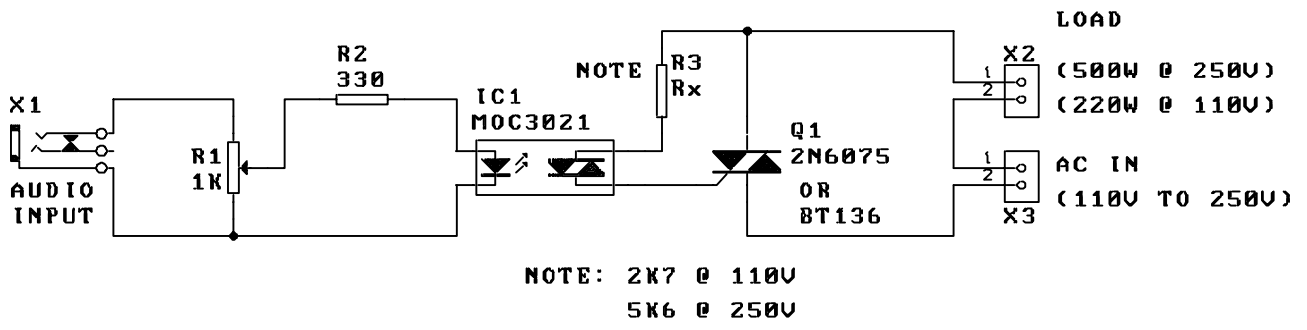 X1
AUDIO
INPUT
R1
1K
R2
330
IC1
MOC3021
NOTE
R3
Rx
Q1
2N6075
OR
BT136
LOAD
X2
1
2
(500W @ 250V)
(220W @ 110V)
1
2
X3
AC IN
(110V TO 250V)
NOTE: 2K7 @ 110V
5K6 @ 250V